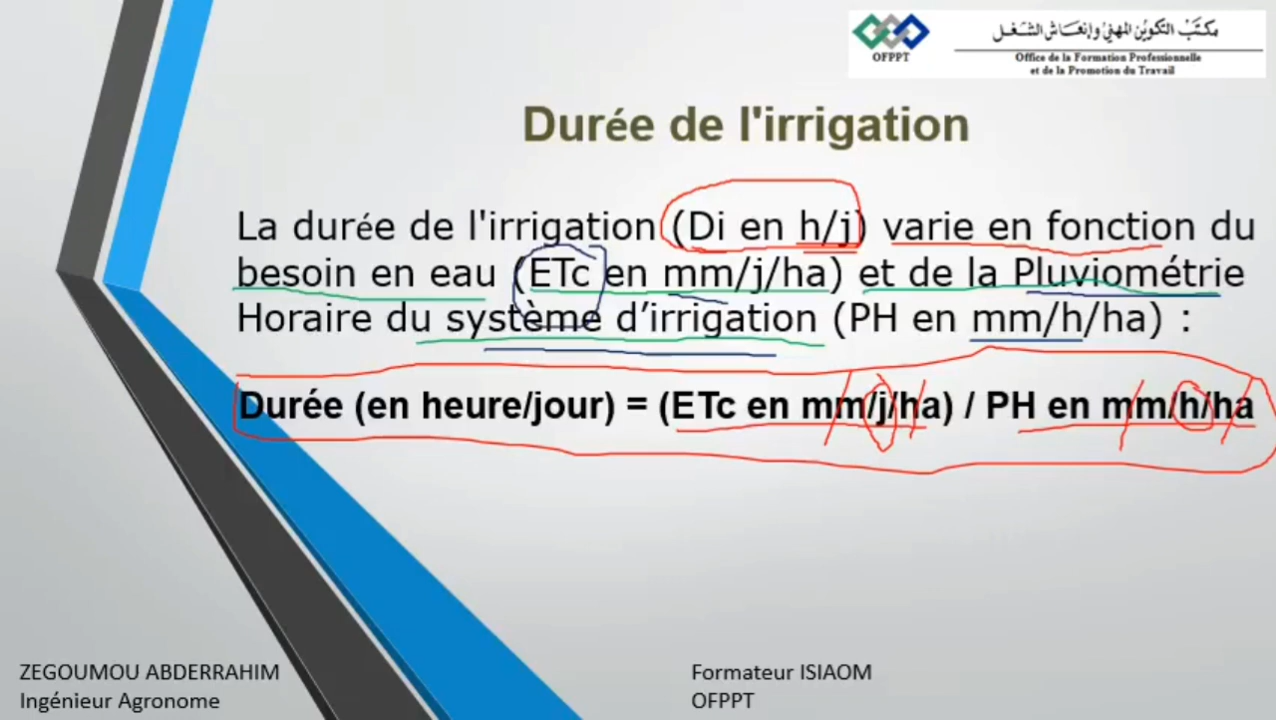 OFPPT
مكتب التكوين المهني وإنعاش الشغل
Office de la Formation Professionnelle
et de la Promotion du Travail
Durée de l'irrigation
La durée de l'irrigation (Di en h/j) varie en fonction du
besoin en eau (ETc en mm/j/ha) et de la Pluviométrie
Horaire du système d’irrigation (PH en mm/h/ha) :
Durée (en heure/jour) = (ETc en mm/j/ha) / PH en mm/h/ha
ZEGOUMOU ABDERRAHIM
Ingénieur Agronome
Formateur ISIAOM
OFPPT